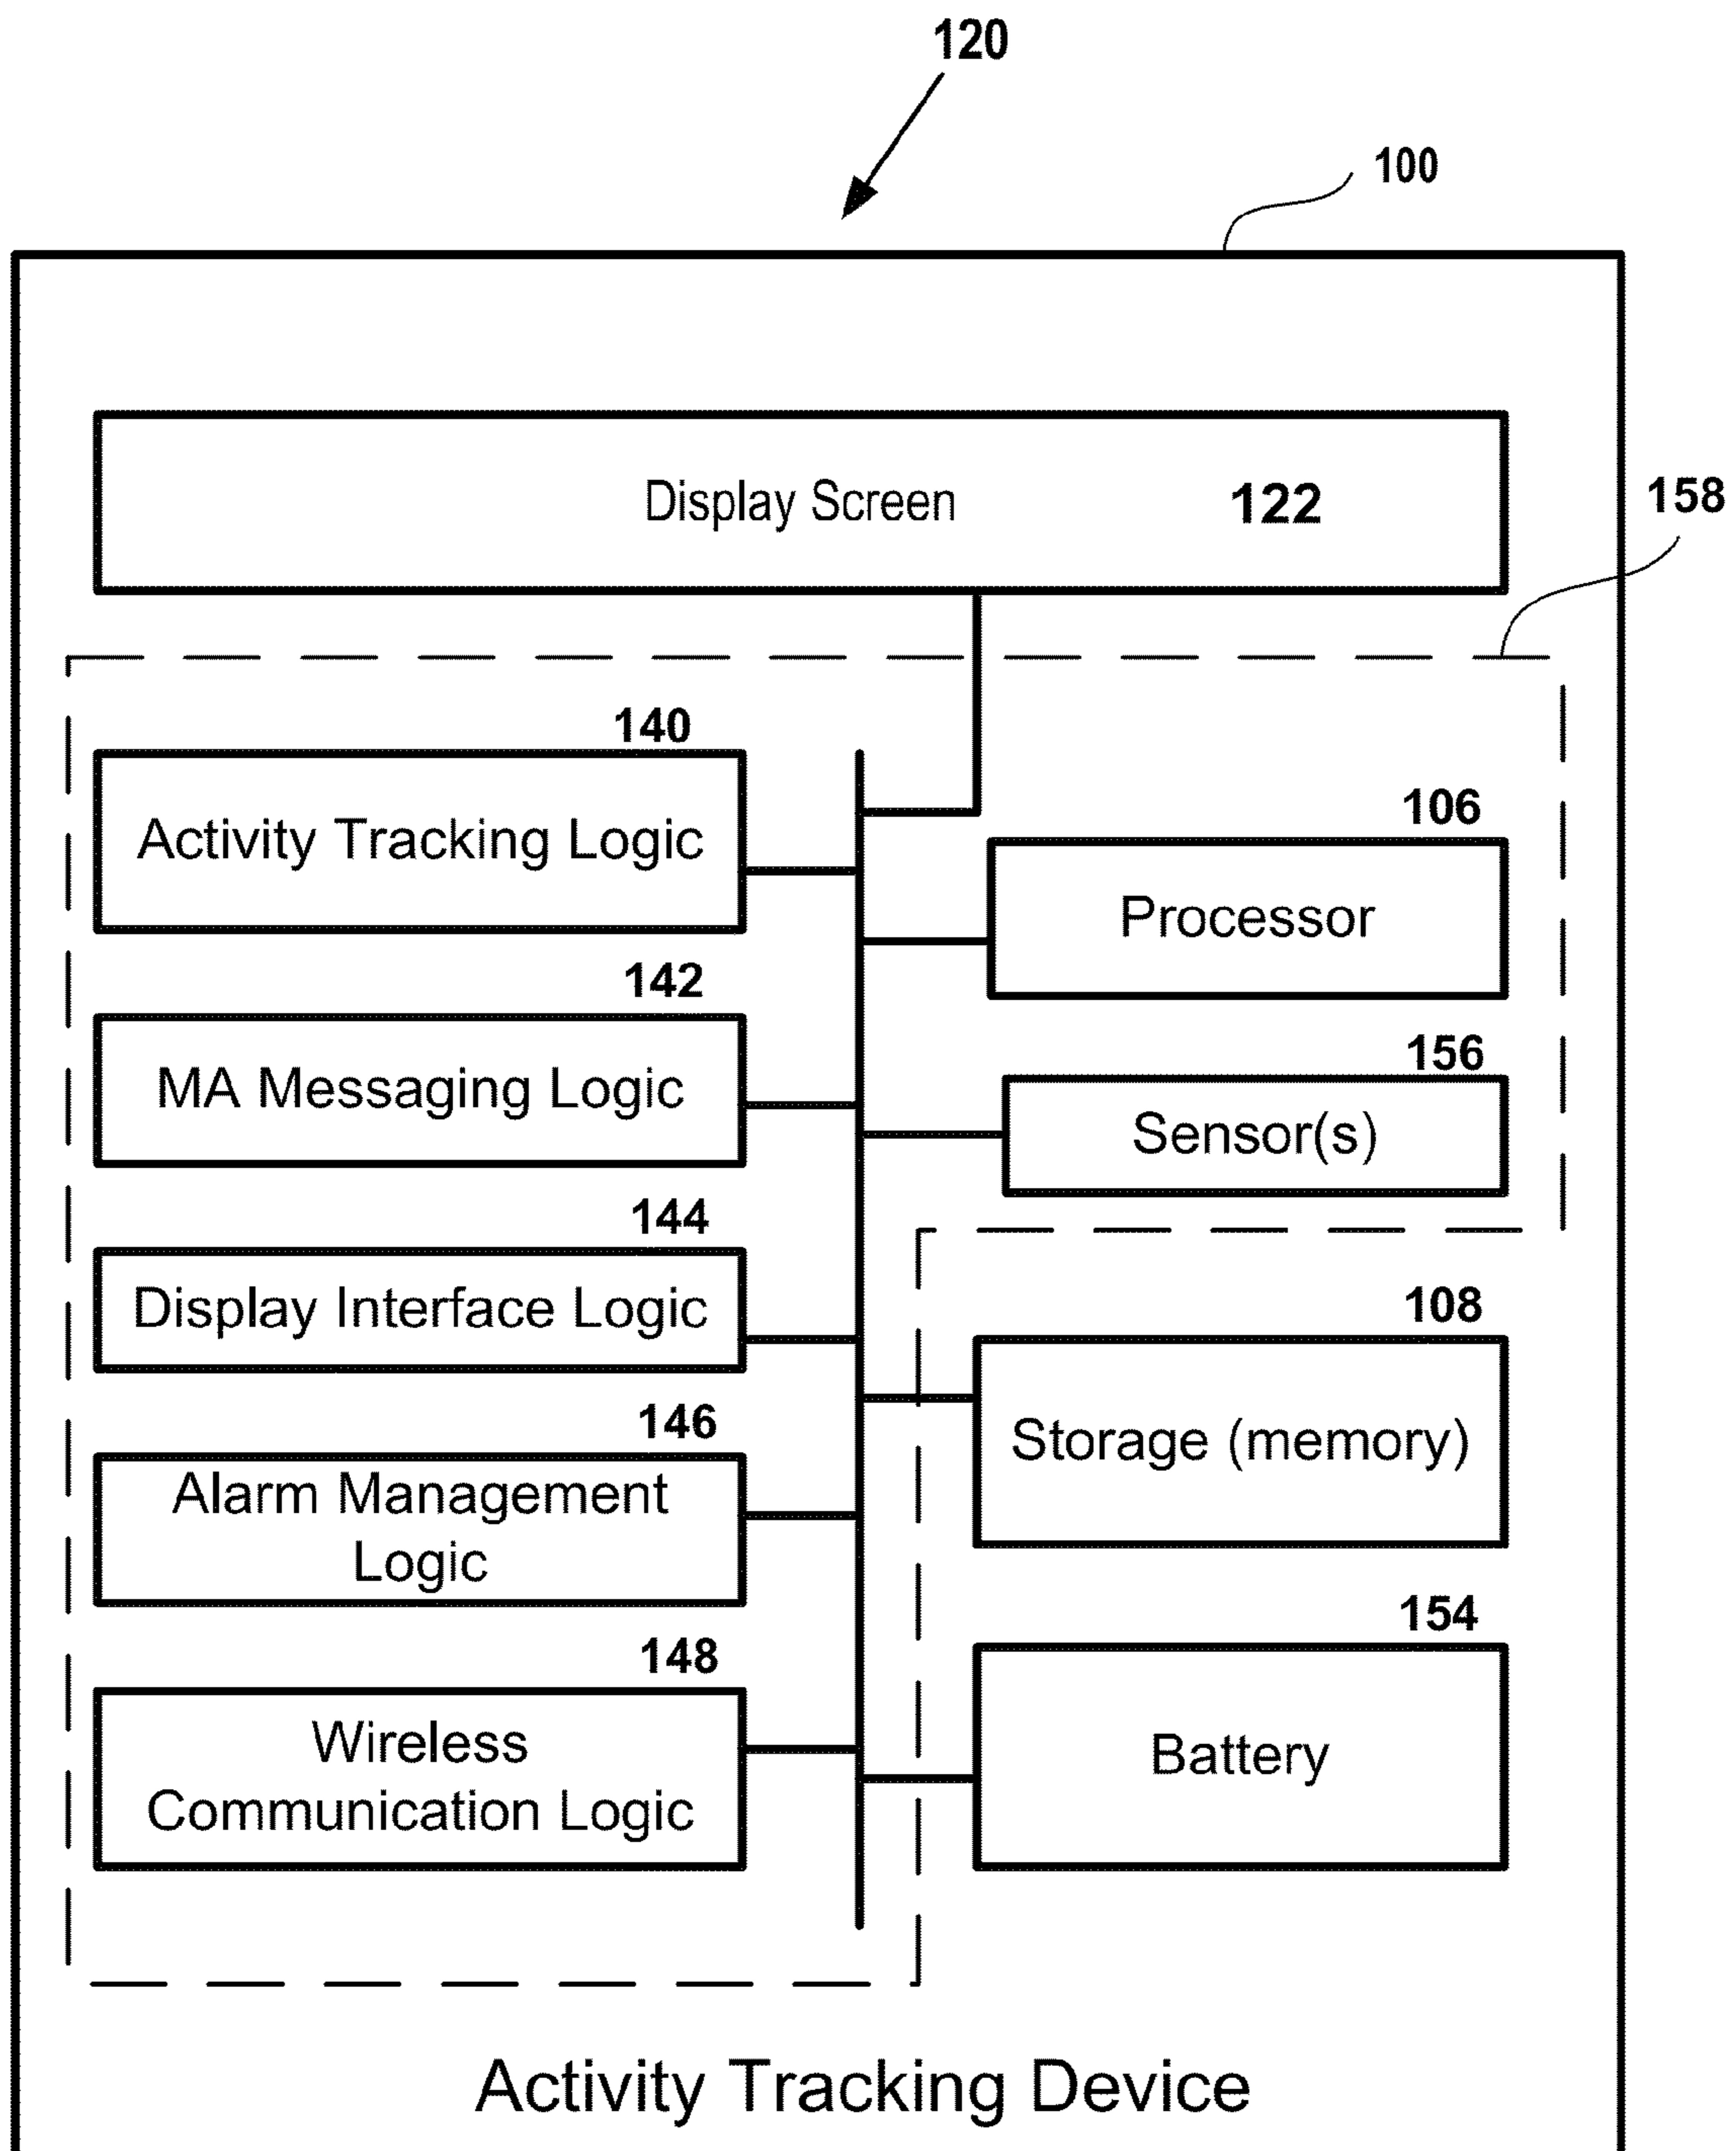 120
100
Display Screen 122
158
140
Activity Tracking Logic
106
Processor
142
MA Messaging Logic
156
Sensor(s)
144
Display Interface Logic
108
Storage (memory)
146
Alarm Management
Logic
154
Battery
148
Wireless
Communication Logic
Activity Tracking Device